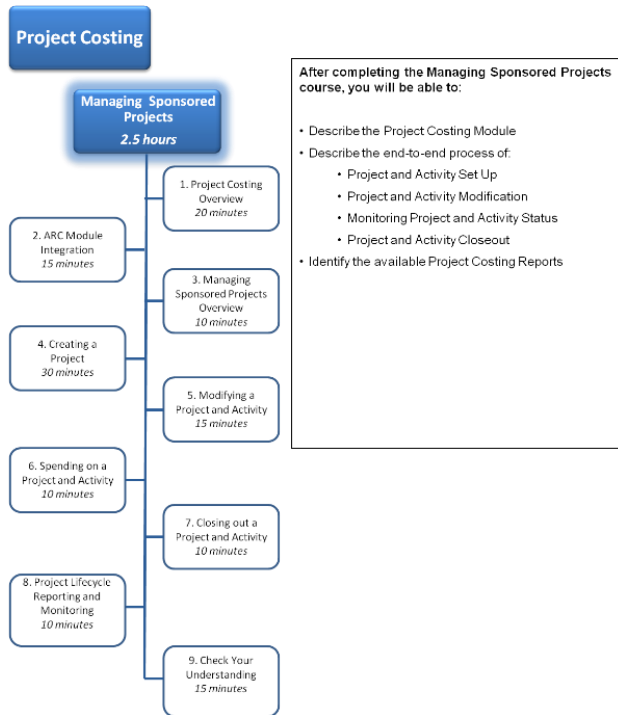 Project Costing
Managing Sponsored
Projects
2.5 hours
1. Project Costing
Overview
20 minutes
2. ARC Module
Integration
15 minutes
3. Managing
Sponsored Projects
Overview
10 minutes
4. Creating a
Project
30 minutes
5. Modifying a
Project and Activity
15 minutes
6. Spending on a
Project and Activity
10 minutes
7. Closing out a
Project and Activity
10 minutes
8. Project Lifecycle
Reporting and
Monitoring
10 minutes
9. Check Your
Understanding
15 minutes
After completing the Managing Sponsored Projects
course, you will be able to:
• Describe the Project Costing Module
• Describe the end-to-end process of:
• Project and Activity Set Up
• Project and Activity Modification
• Monitoring Project and Activity Status
• Project and Activity Closeout
• Identify the available Project Costing Reports